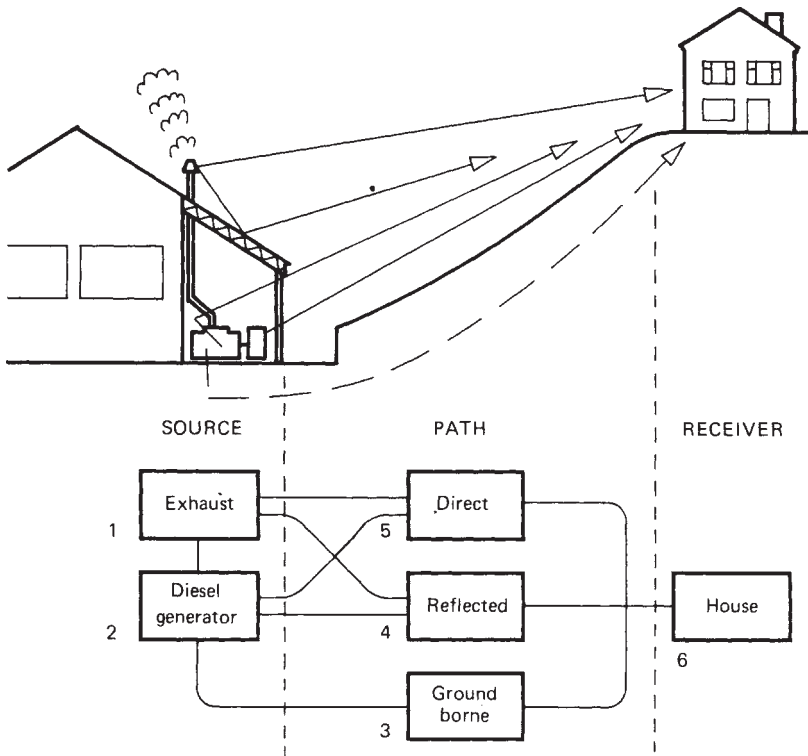 SOURCE
PATH
RECEIVER
Exhaust
1
Direct
5
Diesel
generator
2
Reflected
4
House
6
Ground
borne
3